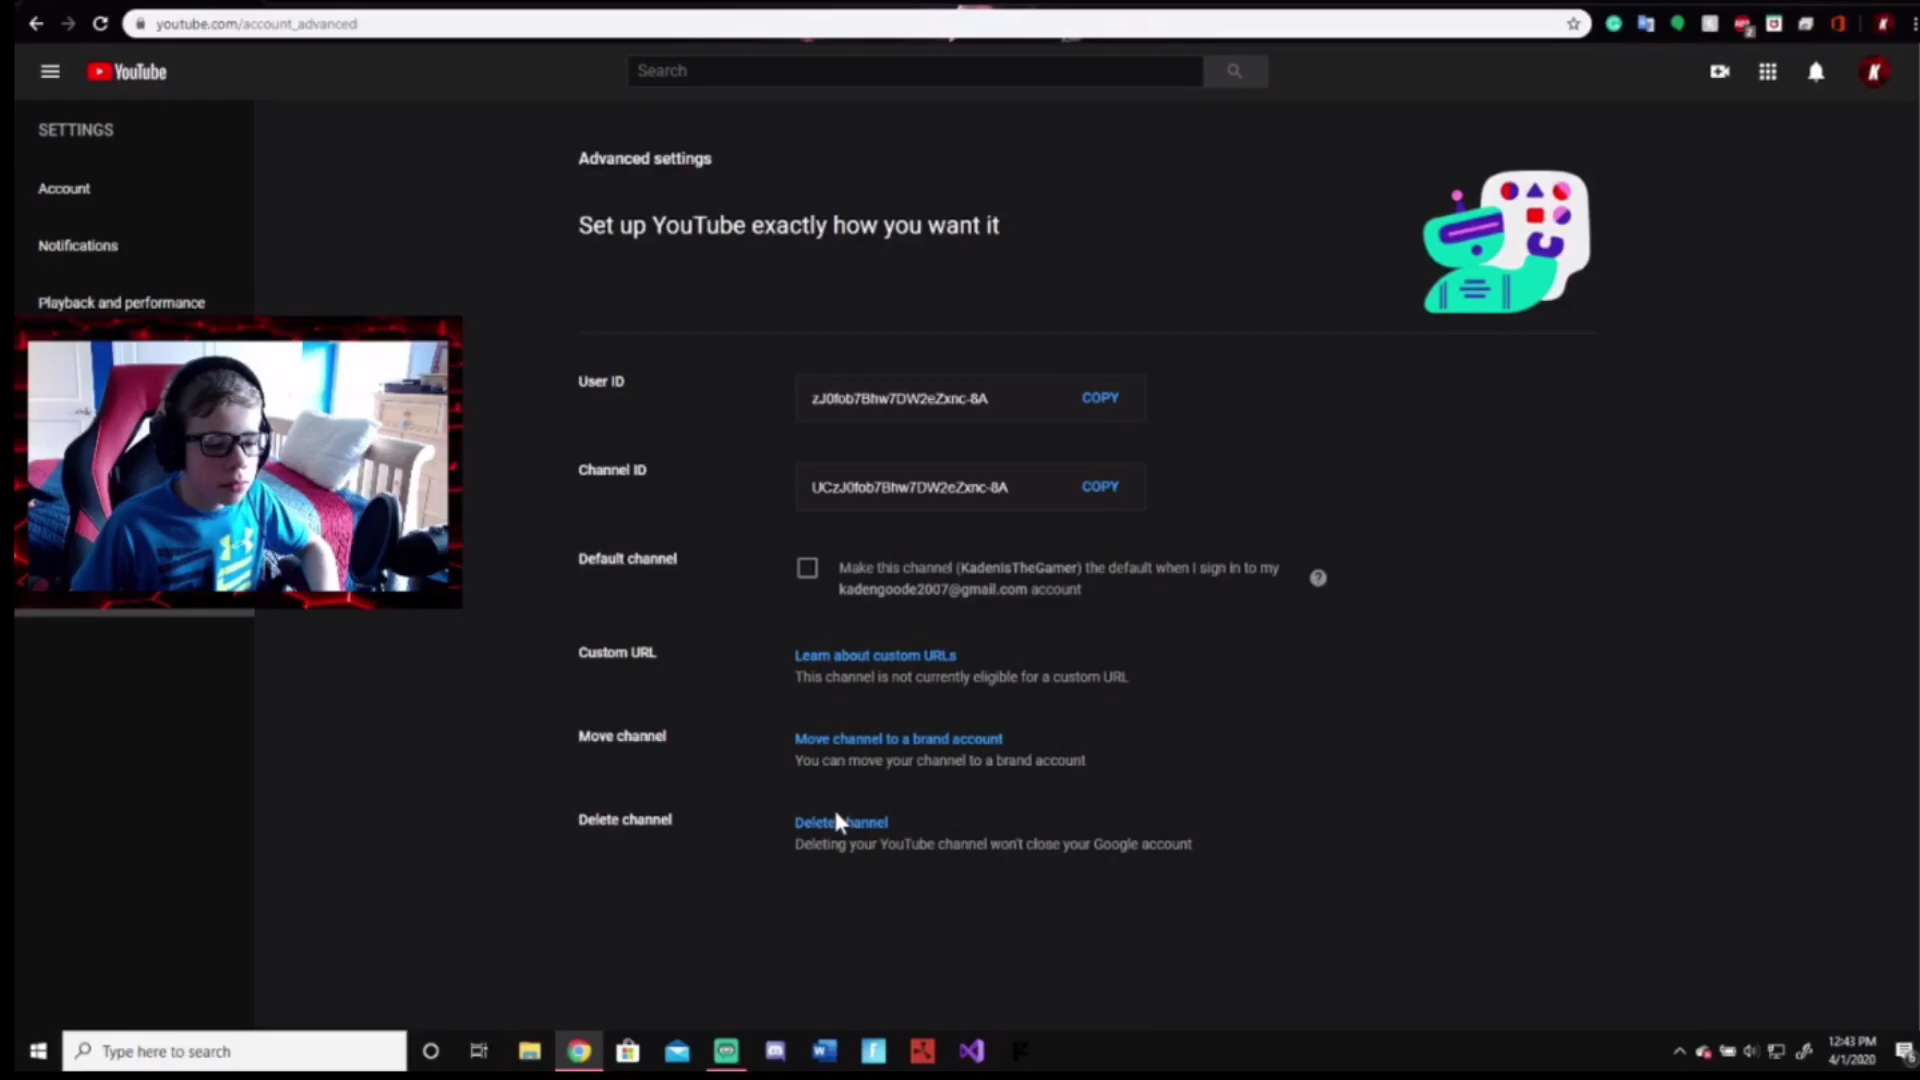 youtube.com/account_advanced
YouTube
Search
SETTINGS
Account
Notifications
Playback and performance
Advanced settings
Set up YouTube exactly how you want it
User ID
zJ0fob7Bhw7DW2eZxnc-8A
COPY
Channel ID
UCzJ0fob7Bhw7DW2eZxnc-8A
COPY
Default channel
Make this channel (KadenIsTheGamer) the default when I sign in to my
kadengoode2007@gmail.com account
Custom URL
Learn about custom URLs
This channel is not currently eligible for a custom URL
Move channel
Move channel to a brand account
You can move your channel to a brand account
Delete channel
Delete channel
Deleting your YouTube channel won't close your Google account
Type here to search
12:43 PM
4/1/2020